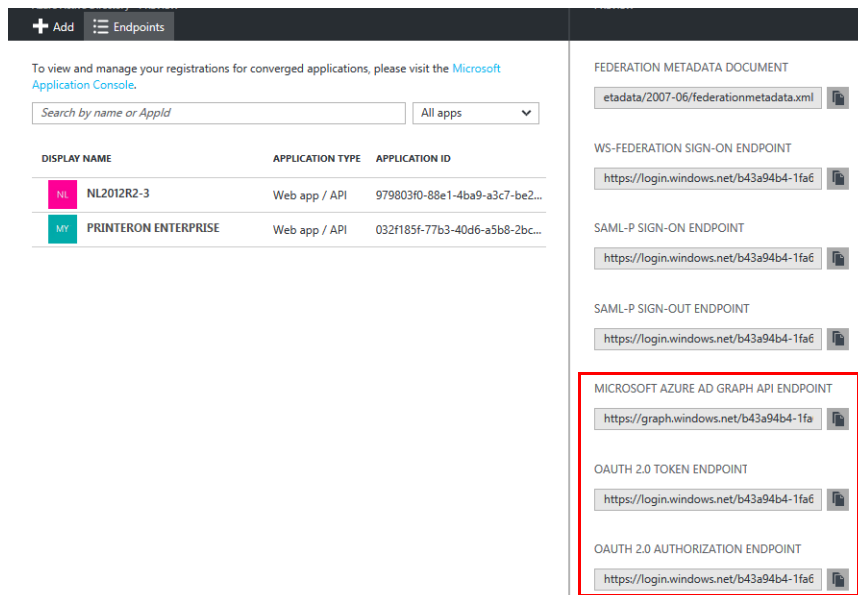 Add
Endpoints
To view and manage your registrations for converged applications, please visit the Microsoft
Application Console.
Search by name or AppId
All apps
DISPLAY NAME APPLICATION TYPE APPLICATION ID
NL NL2012R2-3 Web app / API 979803f0-88e1-4ba9-a3c7-be2...
MY PRINTERON ENTERPRISE Web app / API 032f185f-77b3-40d6-a5b8-2bc...
FEDERATION METADATA DOCUMENT
etadata/2007-06/federationmetadata.xml
WS-FEDERATION SIGN-ON ENDPOINT
https://login.windows.net/b43a94b4-1fa6
SAML-P SIGN-ON ENDPOINT
https://login.windows.net/b43a94b4-1fa6
SAML-P SIGN-OUT ENDPOINT
https://login.windows.net/b43a94b4-1fa6
MICROSOFT AZURE AD GRAPH API ENDPOINT
https://graph.windows.net/b43a94b4-1fa
OAUTH 2.0 TOKEN ENDPOINT
https://login.windows.net/b43a94b4-1fa6
OAUTH 2.0 AUTHORIZATION ENDPOINT
https://login.windows.net/b43a94b4-1fa6